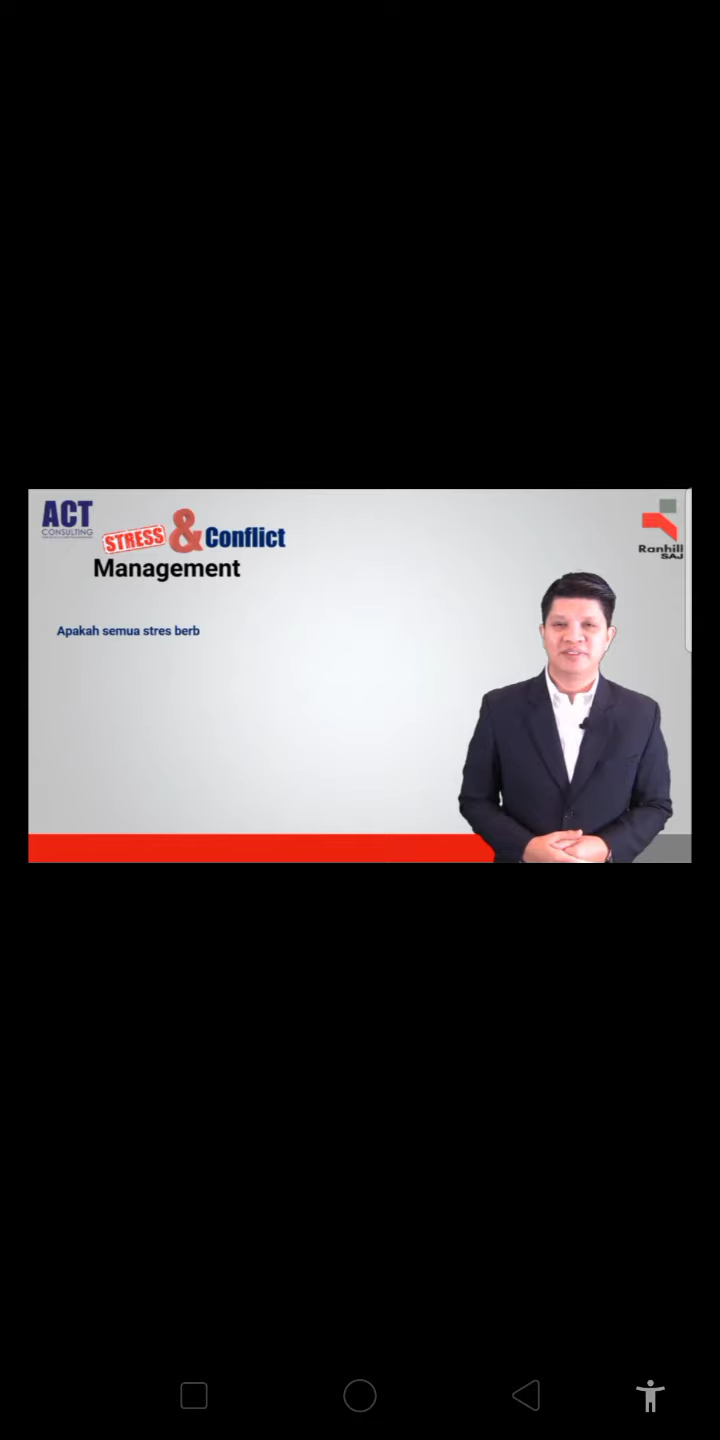 ACT
CONSULTING
STRESS & Conflict
Management
Ranhill
SAJ
Apakah semua stres berb